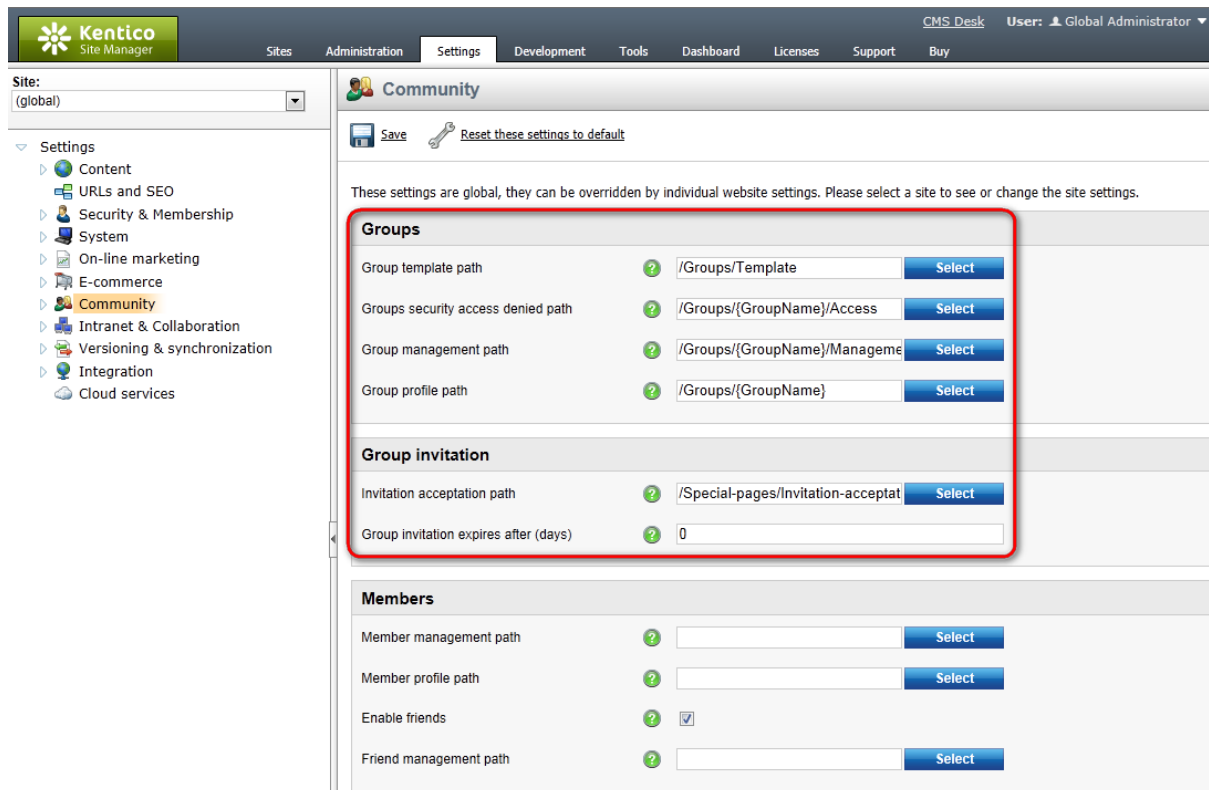 CMS Desk User: Global Administrator
Kentico
Site Manager
Sites Administration Settings Development Tools Dashboard Licenses Support Buy
Site:
(global)
Settings
Content
URLs and SEO
Security & Membership
System
On-line marketing
E-commerce
Community
Intranet & Collaboration
Versioning & synchronization
Integration
Cloud services
Community
Save Reset these settings to default
These settings are global, they can be overridden by individual website settings. Please select a site to see or change the site settings.
Groups
Group template path ? /Groups/Template Select
Groups security access denied path ? /Groups/{GroupName}/Access Select
Group management path ? /Groups/{GroupName}/Manageme Select
Group profile path ? /Groups/{GroupName} Select
Group invitation
Invitation acceptation path ? /Special-pages/Invitation-acceptat Select
Group invitation expires after (days) ? 0
Members
Member management path ? Select
Member profile path ? Select
Enable friends ?
Friend management path ? Select